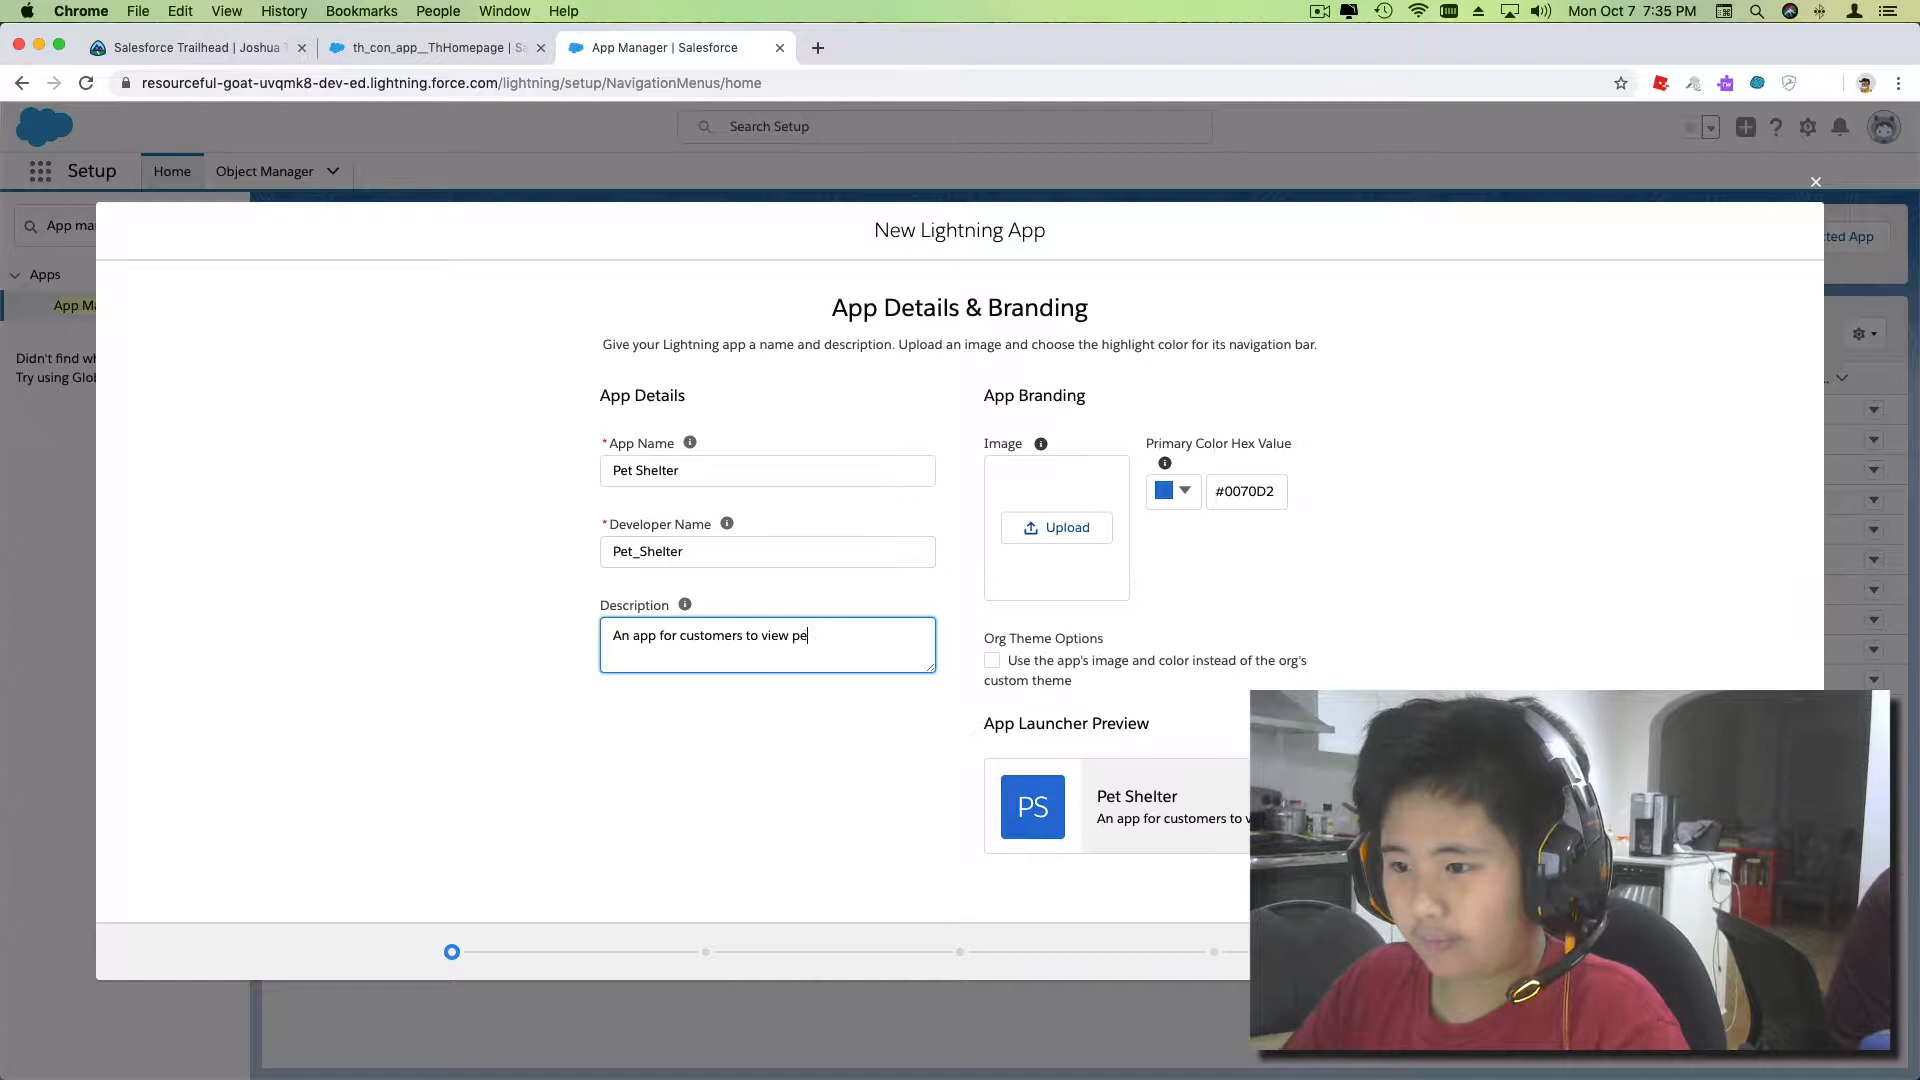 Chrome File Edit View History Bookmarks People Window Help Mon Oct 7 7:35 PM
Salesforce Trailhead | Joshua T
th_con_app__ThHomepage | Sa
App Manager | Salesforce
resourceful-goat-uvqmk8-dev-ed.lightning.force.com/lightning/setup/NavigationMenus/home
Search Setup
Setup Home Object Manager
App ma
cted App
New Lightning App
Apps
App Ma
App Details & Branding
Give your Lightning app a name and description. Upload an image and choose the highlight color for its navigation bar.
Didn't find wh
Try using Glob
App Details
App Branding
*App Name
Pet Shelter
Image
Primary Color Hex Value
#0070D2
Upload
*Developer Name
Pet_Shelter
Description
An app for customers to view pe
Org Theme Options
Use the app's image and color instead of the org's
custom theme
App Launcher Preview
PS
Pet Shelter
An app for customers to v